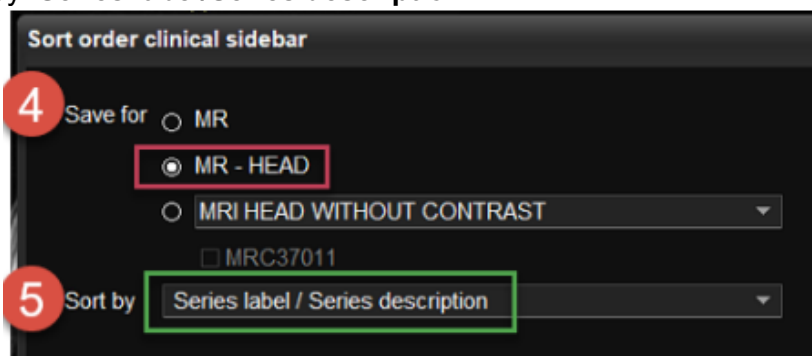 Sort order clinical sidebar
4 Save for MR
MR - HEAD
MRI HEAD WITHOUT CONTRAST
MRC37011
5 Sort by Series label / Series description